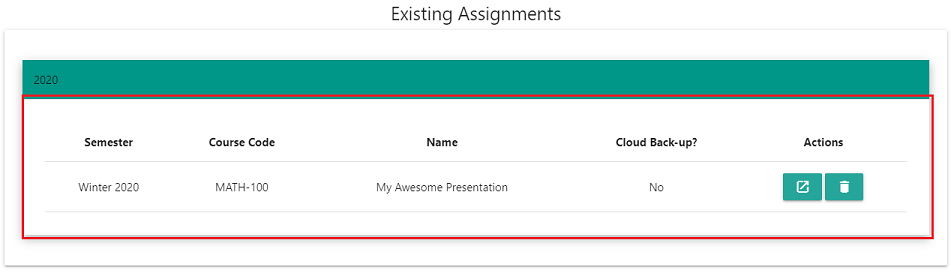 Existing Assignments
2020
Semester Course Code Name Cloud Back-up? Actions
Winter 2020 MATH-100 My Awesome Presentation No